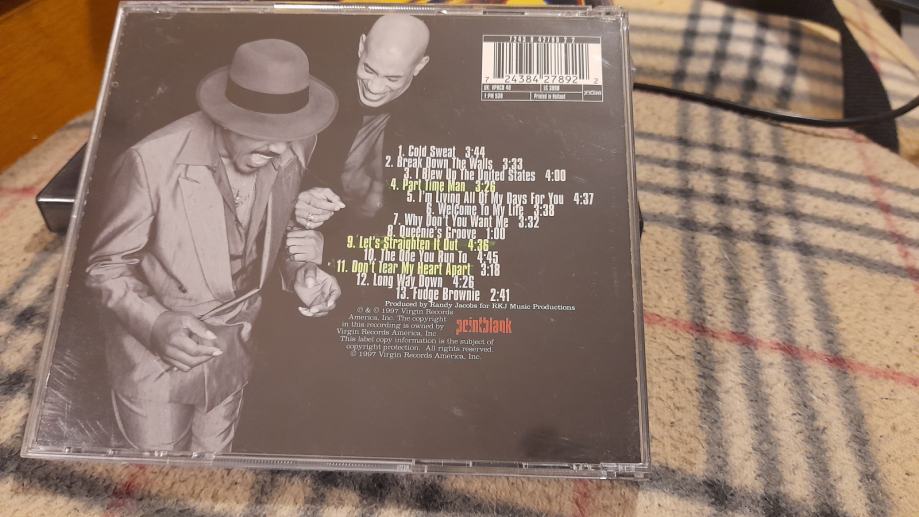 7 24384 27892 2
Printed in Holland
1. Cold Sweat 3:44
2. Break Down The Walls 3:33
3. I Blew Up The United States 4:00
4. Part Time Man 3:26
5. I'm Living All Of My Days For You 4:37
6. Welcome To My Life 3:38
7. Why Don't You Want Me 3:32
8. Queenie's Groove 1:00
9. Let's Straighten It Out 4:36
10. The One You Run To 4:45
11. Don't Tear My Heart Apart 3:18
12. Long Way Down 4:26
13. Fudge Brownie 2:41
Produced by Randy Jacobs for RKJ Music Productions
℗ & © 1997 Virgin Records
America, Inc. The copyright
in this recording is owned by
Virgin Records America, Inc.
This label copy information is the subject of
copyright protection. All rights reserved.
© 1997 Virgin Records America, Inc.
pointblank